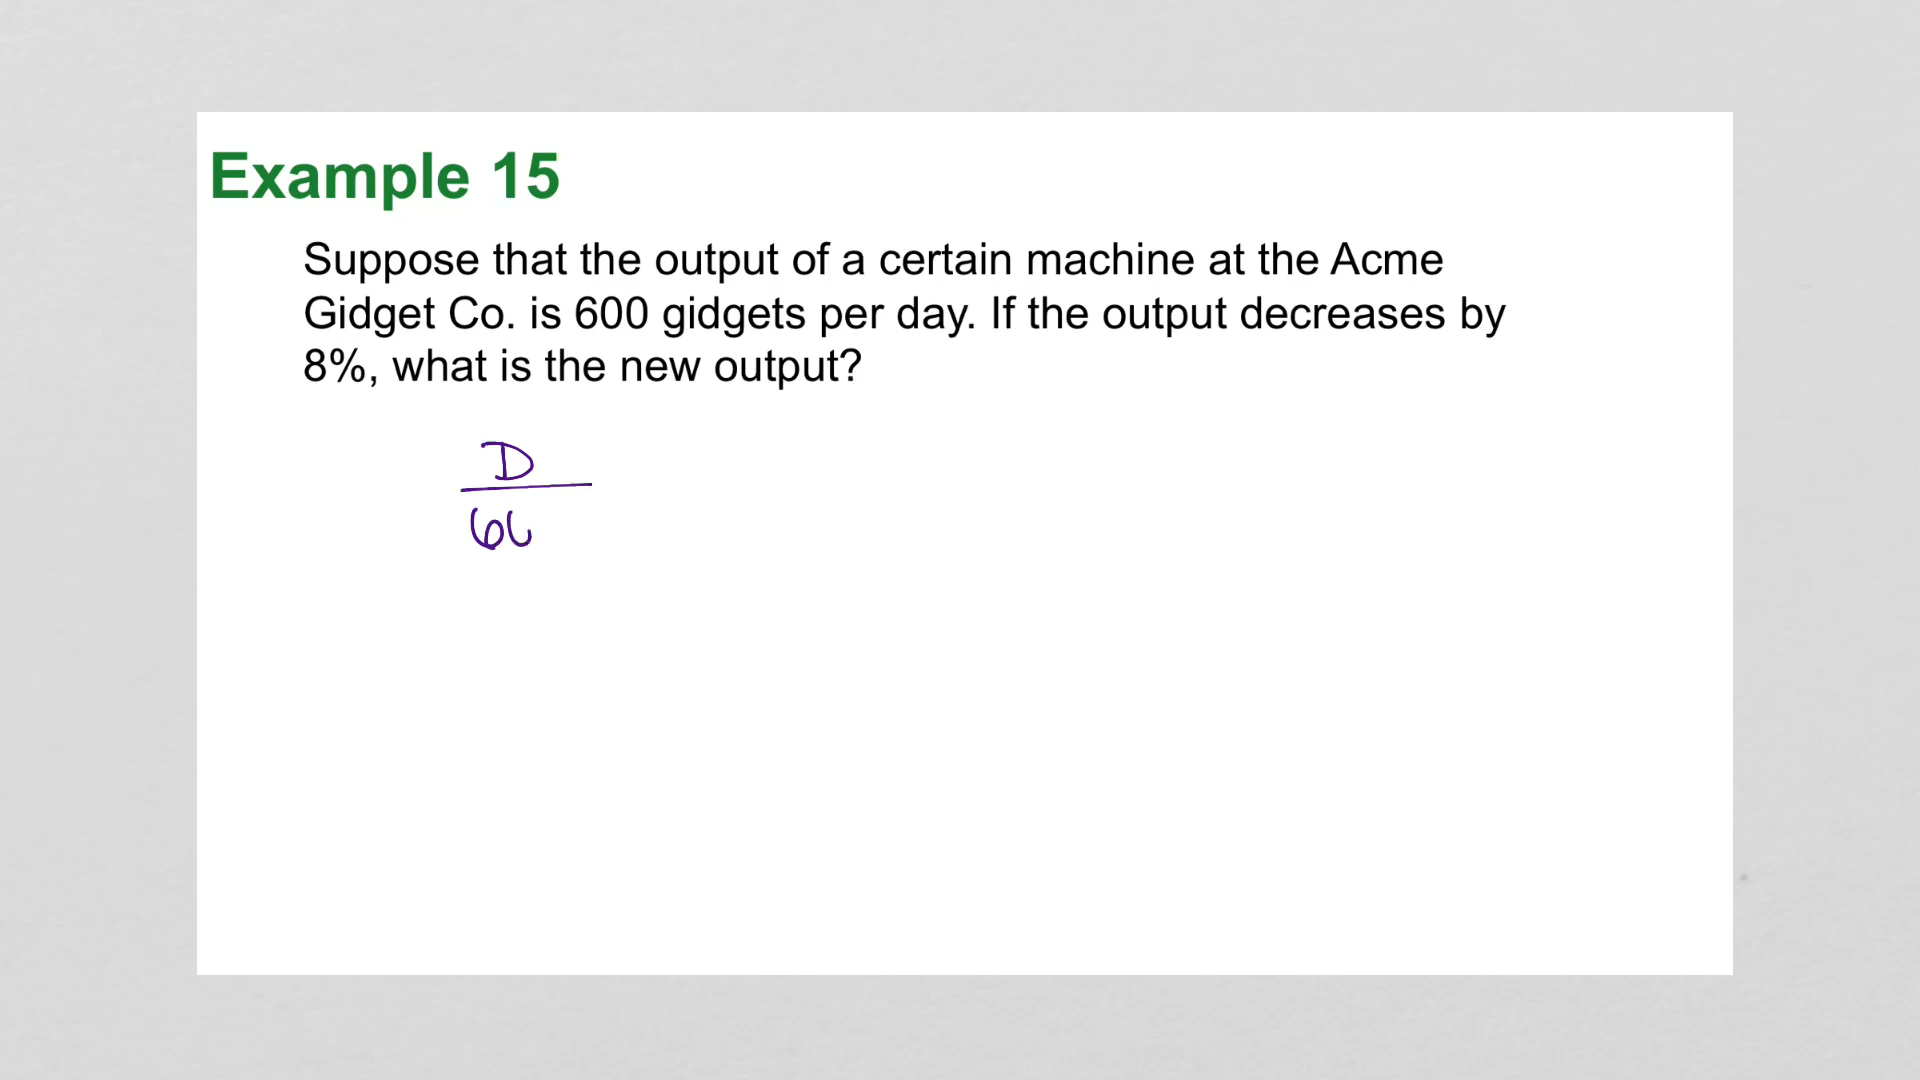 Example 15
Suppose that the output of a certain machine at the Acme
Gidget Co. is 600 gidgets per day. If the output decreases by
8%, what is the new output?
D
60